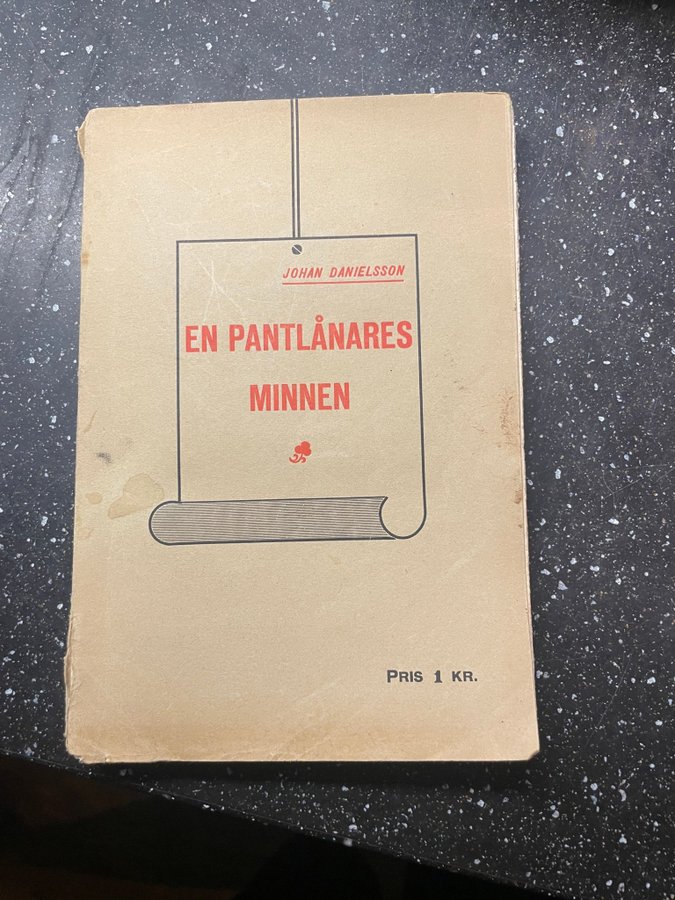 JOHAN DANIELSSON
EN PANTLÅNARES
MINNEN
PRIS 1 KR.